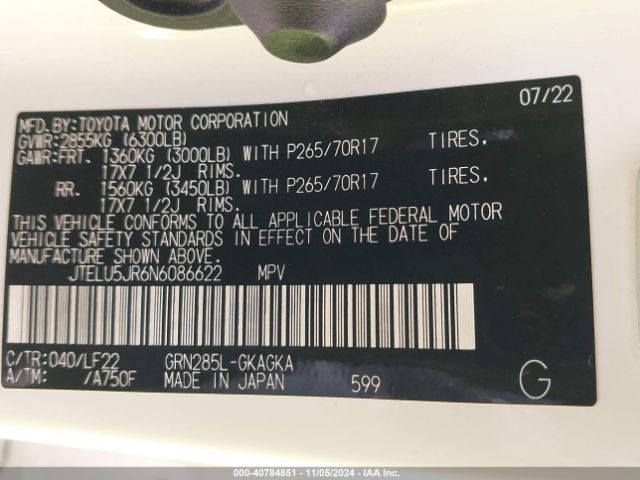 07/22
MFD. BY: TOYOTA MOTOR CORPORATION
GVWR: 2855KG (6300LB)
GAWR: FRT. 1360KG (3000LB) WITH P265/70R17 TIRES,
17X7 1/2J RIMS.
RR. 1560KG (3450LB) WITH P265/70R17 TIRES,
17X7 1/2J RIMS.
THIS VEHICLE CONFORMS TO ALL APPLICABLE FEDERAL MOTOR
VEHICLE SAFETY STANDARDS IN EFFECT ON THE DATE OF
MANUFACTURE SHOWN ABOVE.
JTELU5JR6N6086622 MPV
C/TR: 040/LF22 GRN285L-GKAGKA
A/TM: /A750F MADE IN JAPAN 599 G
000-40784851 - 11/05/2024 - IAA Inc.